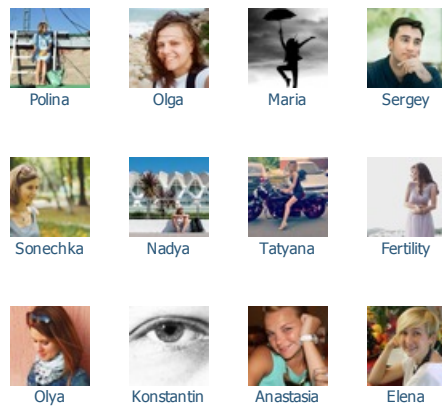 Polina Olga Maria Sergey
Sonechka Nadya Tatyana Fertility
Olya Konstantin Anastasia Elena